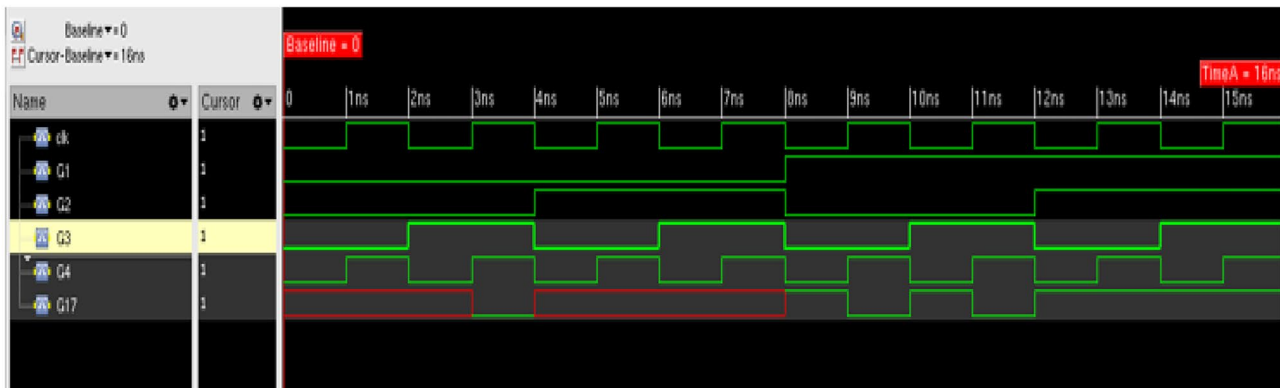 Baseline▼=0
Cursor-Baseline▼=16ns
Baseline = 0
TimeA = 16ns
Name Cursor 0 1ns 2ns 3ns 4ns 5ns 6ns 7ns 8ns 9ns 10ns 11ns 12ns 13ns 14ns 15ns
clk 1
G1 1
G2 1
G3 1
G4 1
G17 1